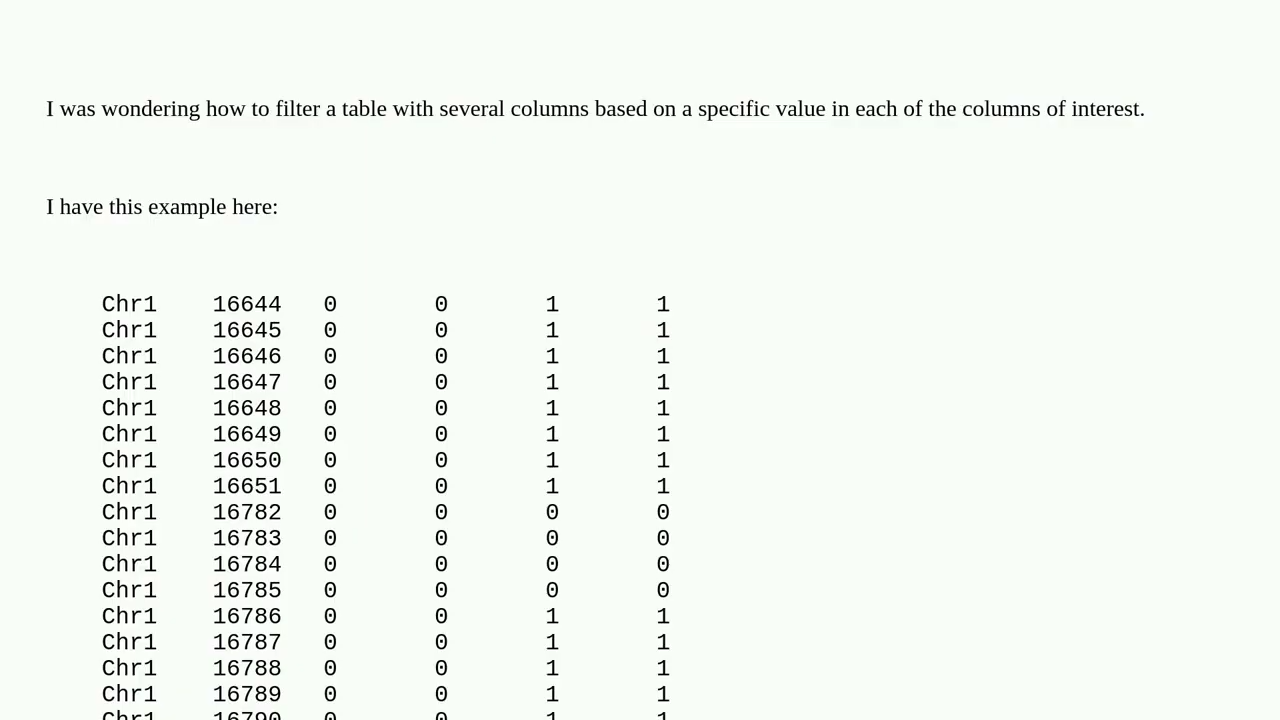 I was wondering how to filter a table with several columns based on a specific value in each of the columns of interest.
I have this example here:
Chr1 16644 0 0 1 1
Chr1 16645 0 0 1 1
Chr1 16646 0 0 1 1
Chr1 16647 0 0 1 1
Chr1 16648 0 0 1 1
Chr1 16649 0 0 1 1
Chr1 16650 0 0 1 1
Chr1 16651 0 0 1 1
Chr1 16782 0 0 0 0
Chr1 16783 0 0 0 0
Chr1 16784 0 0 0 0
Chr1 16785 0 0 0 0
Chr1 16786 0 0 1 1
Chr1 16787 0 0 1 1
Chr1 16788 0 0 1 1
Chr1 16789 0 0 1 1
Chr1 16790 0 0 1 1